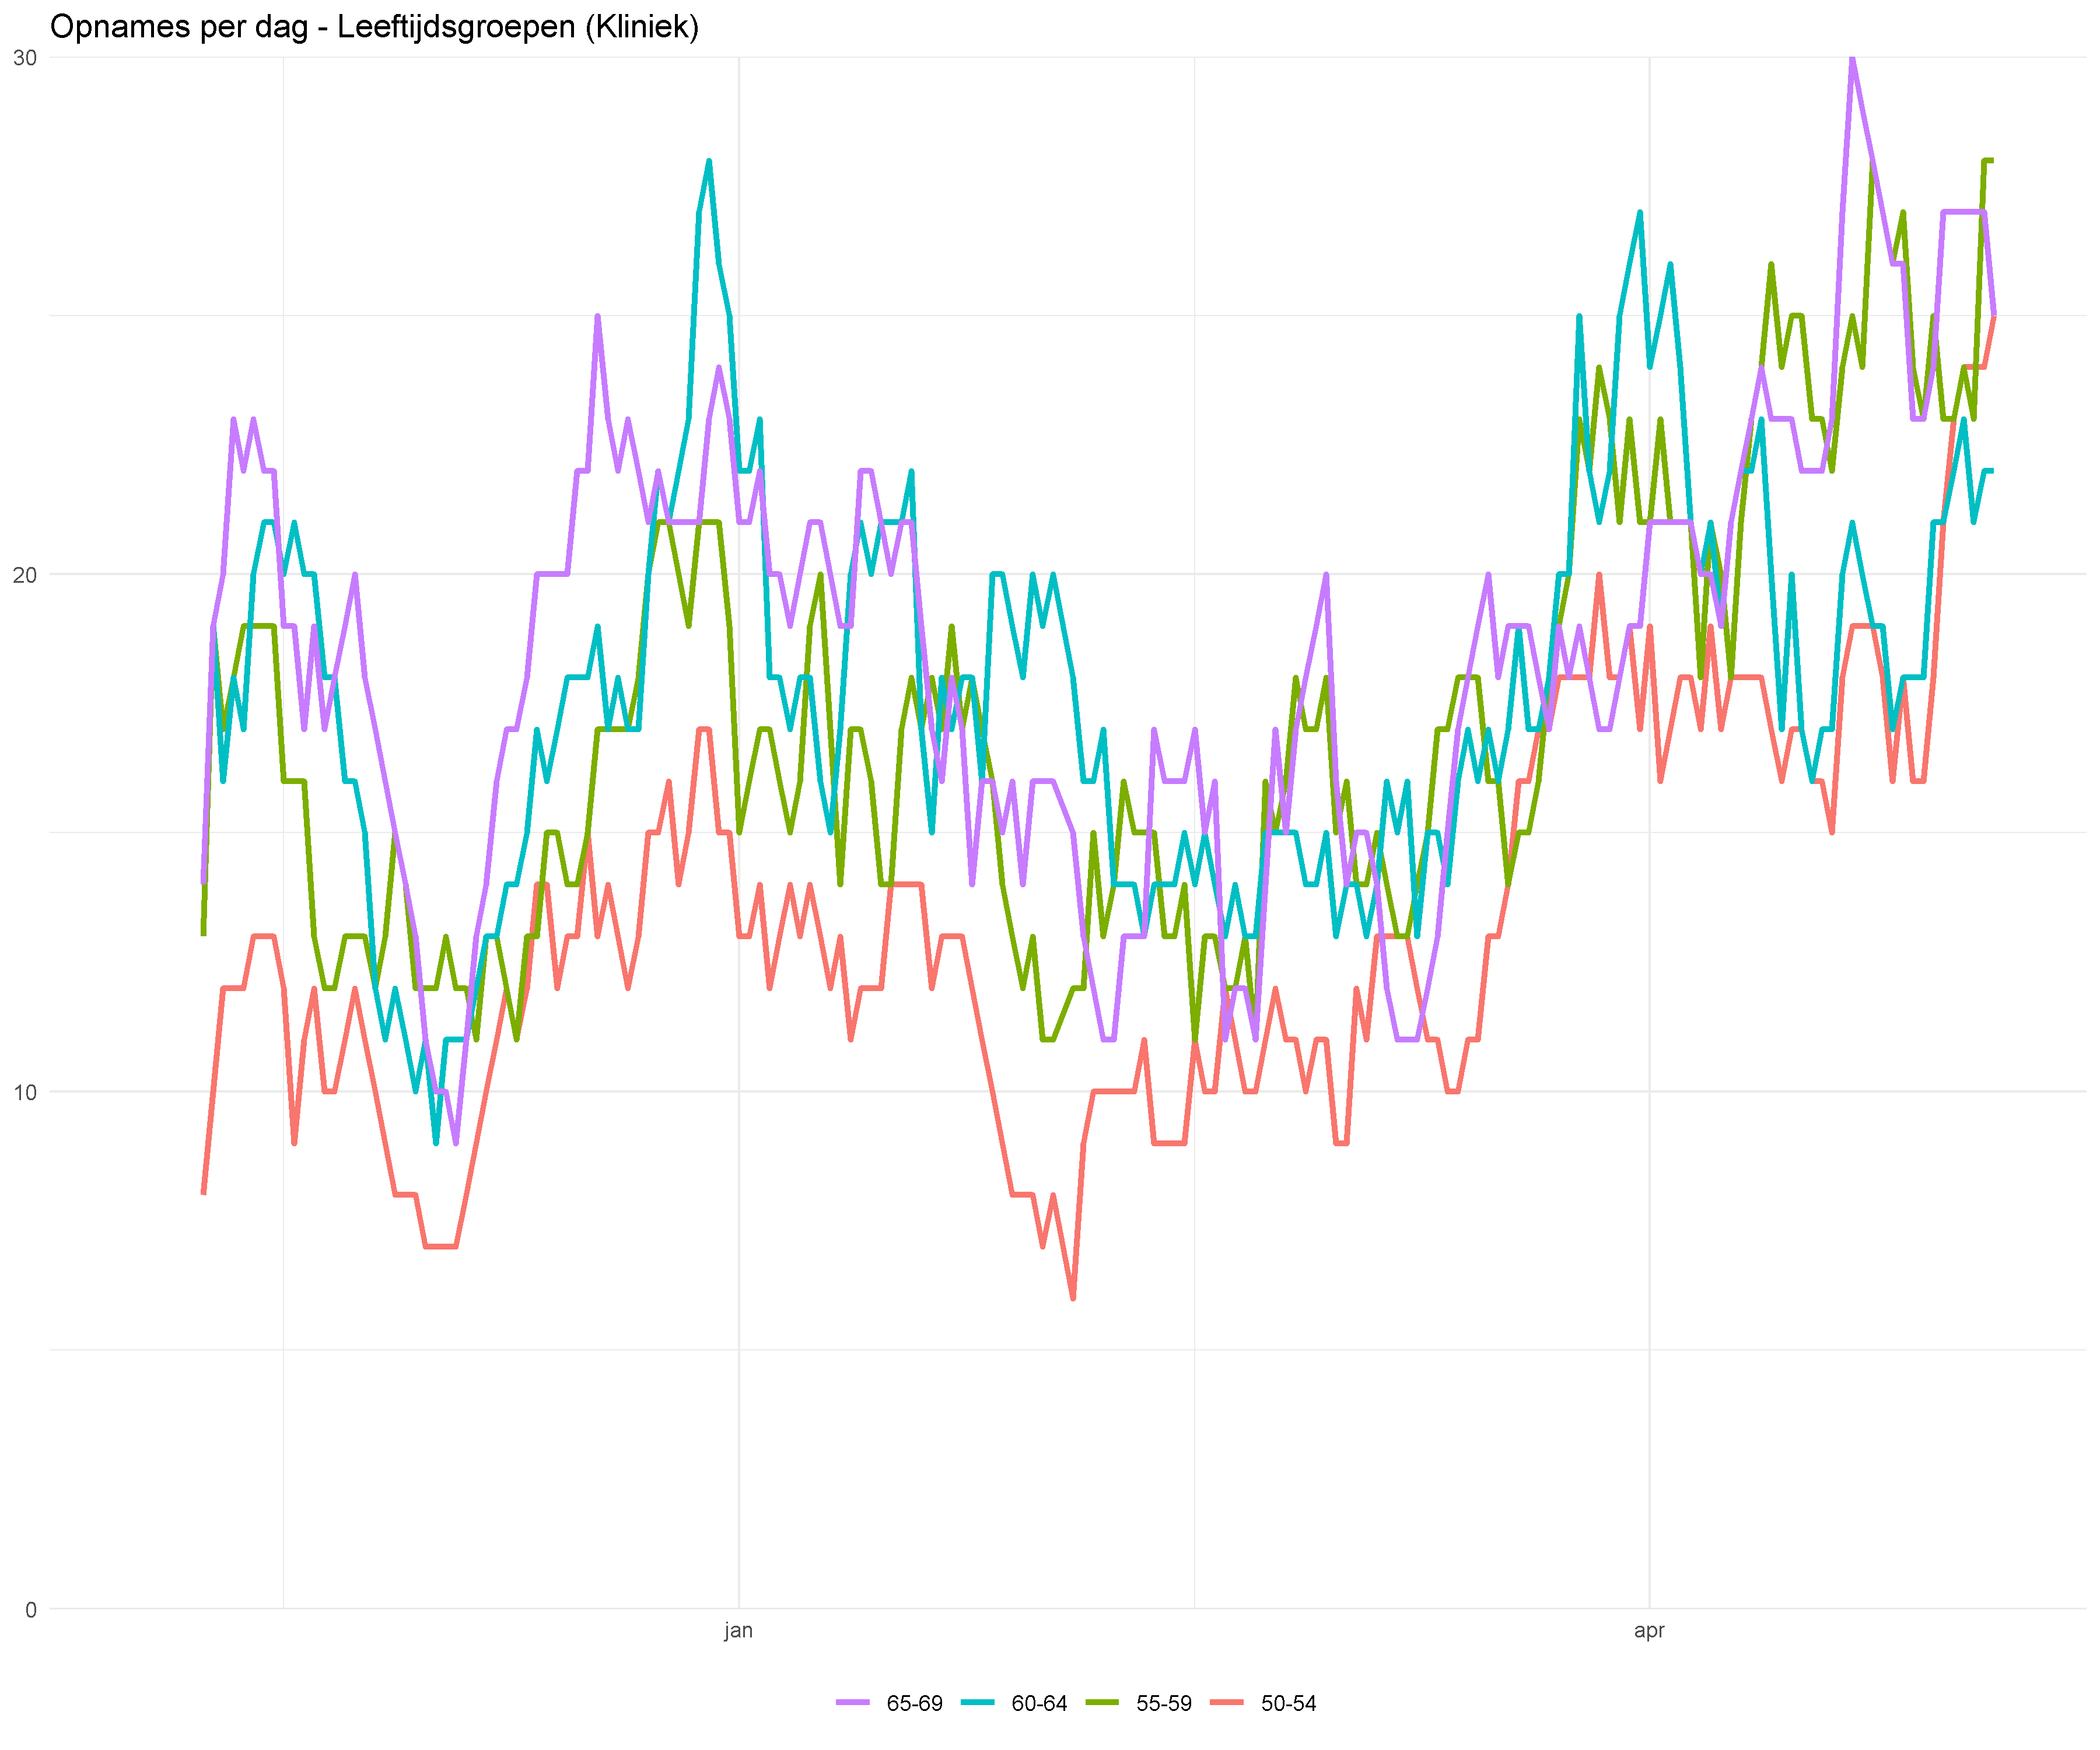 Opnames per dag - Leeftijdsgroepen (Kliniek)
30
20
10
0
jan apr
65-69 60-64 55-59 50-54